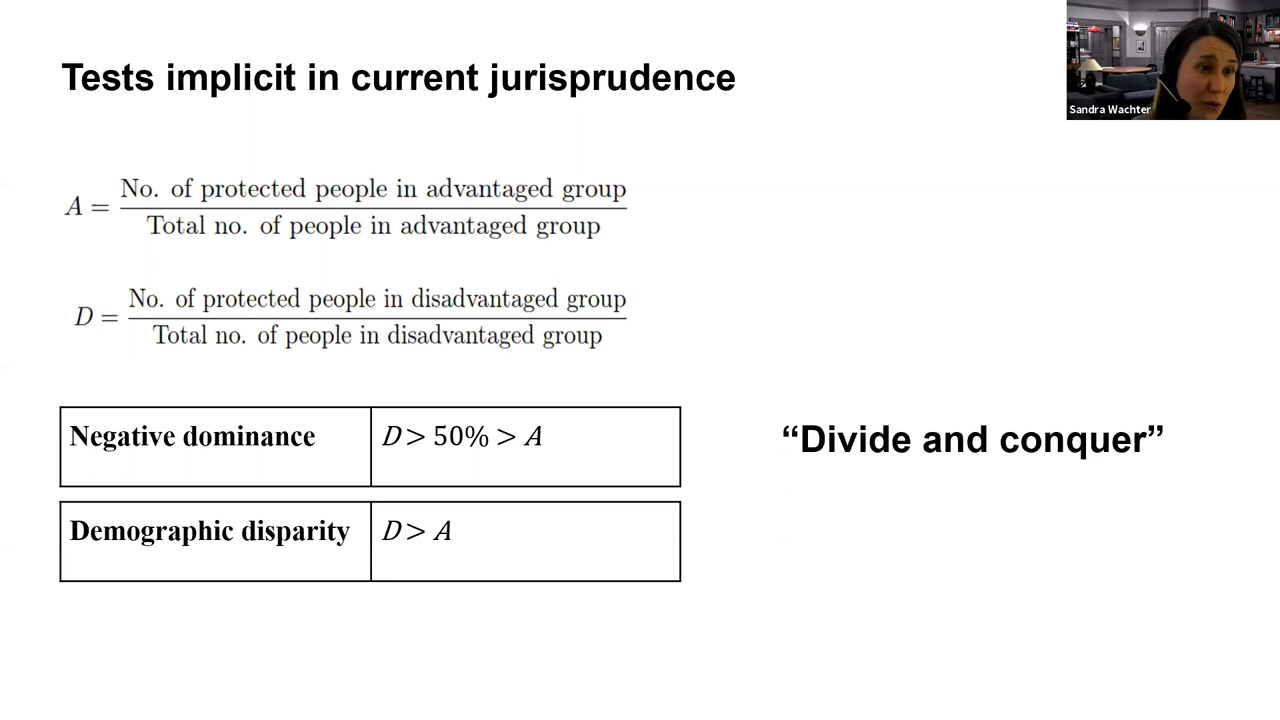 Tests implicit in current jurisprudence
Sandra Wachter
A = No. of protected people in advantaged group
Total no. of people in advantaged group
D = No. of protected people in disadvantaged group
Total no. of people in disadvantaged group
Negative dominance D > 50% > A
“Divide and conquer”
Demographic disparity D > A